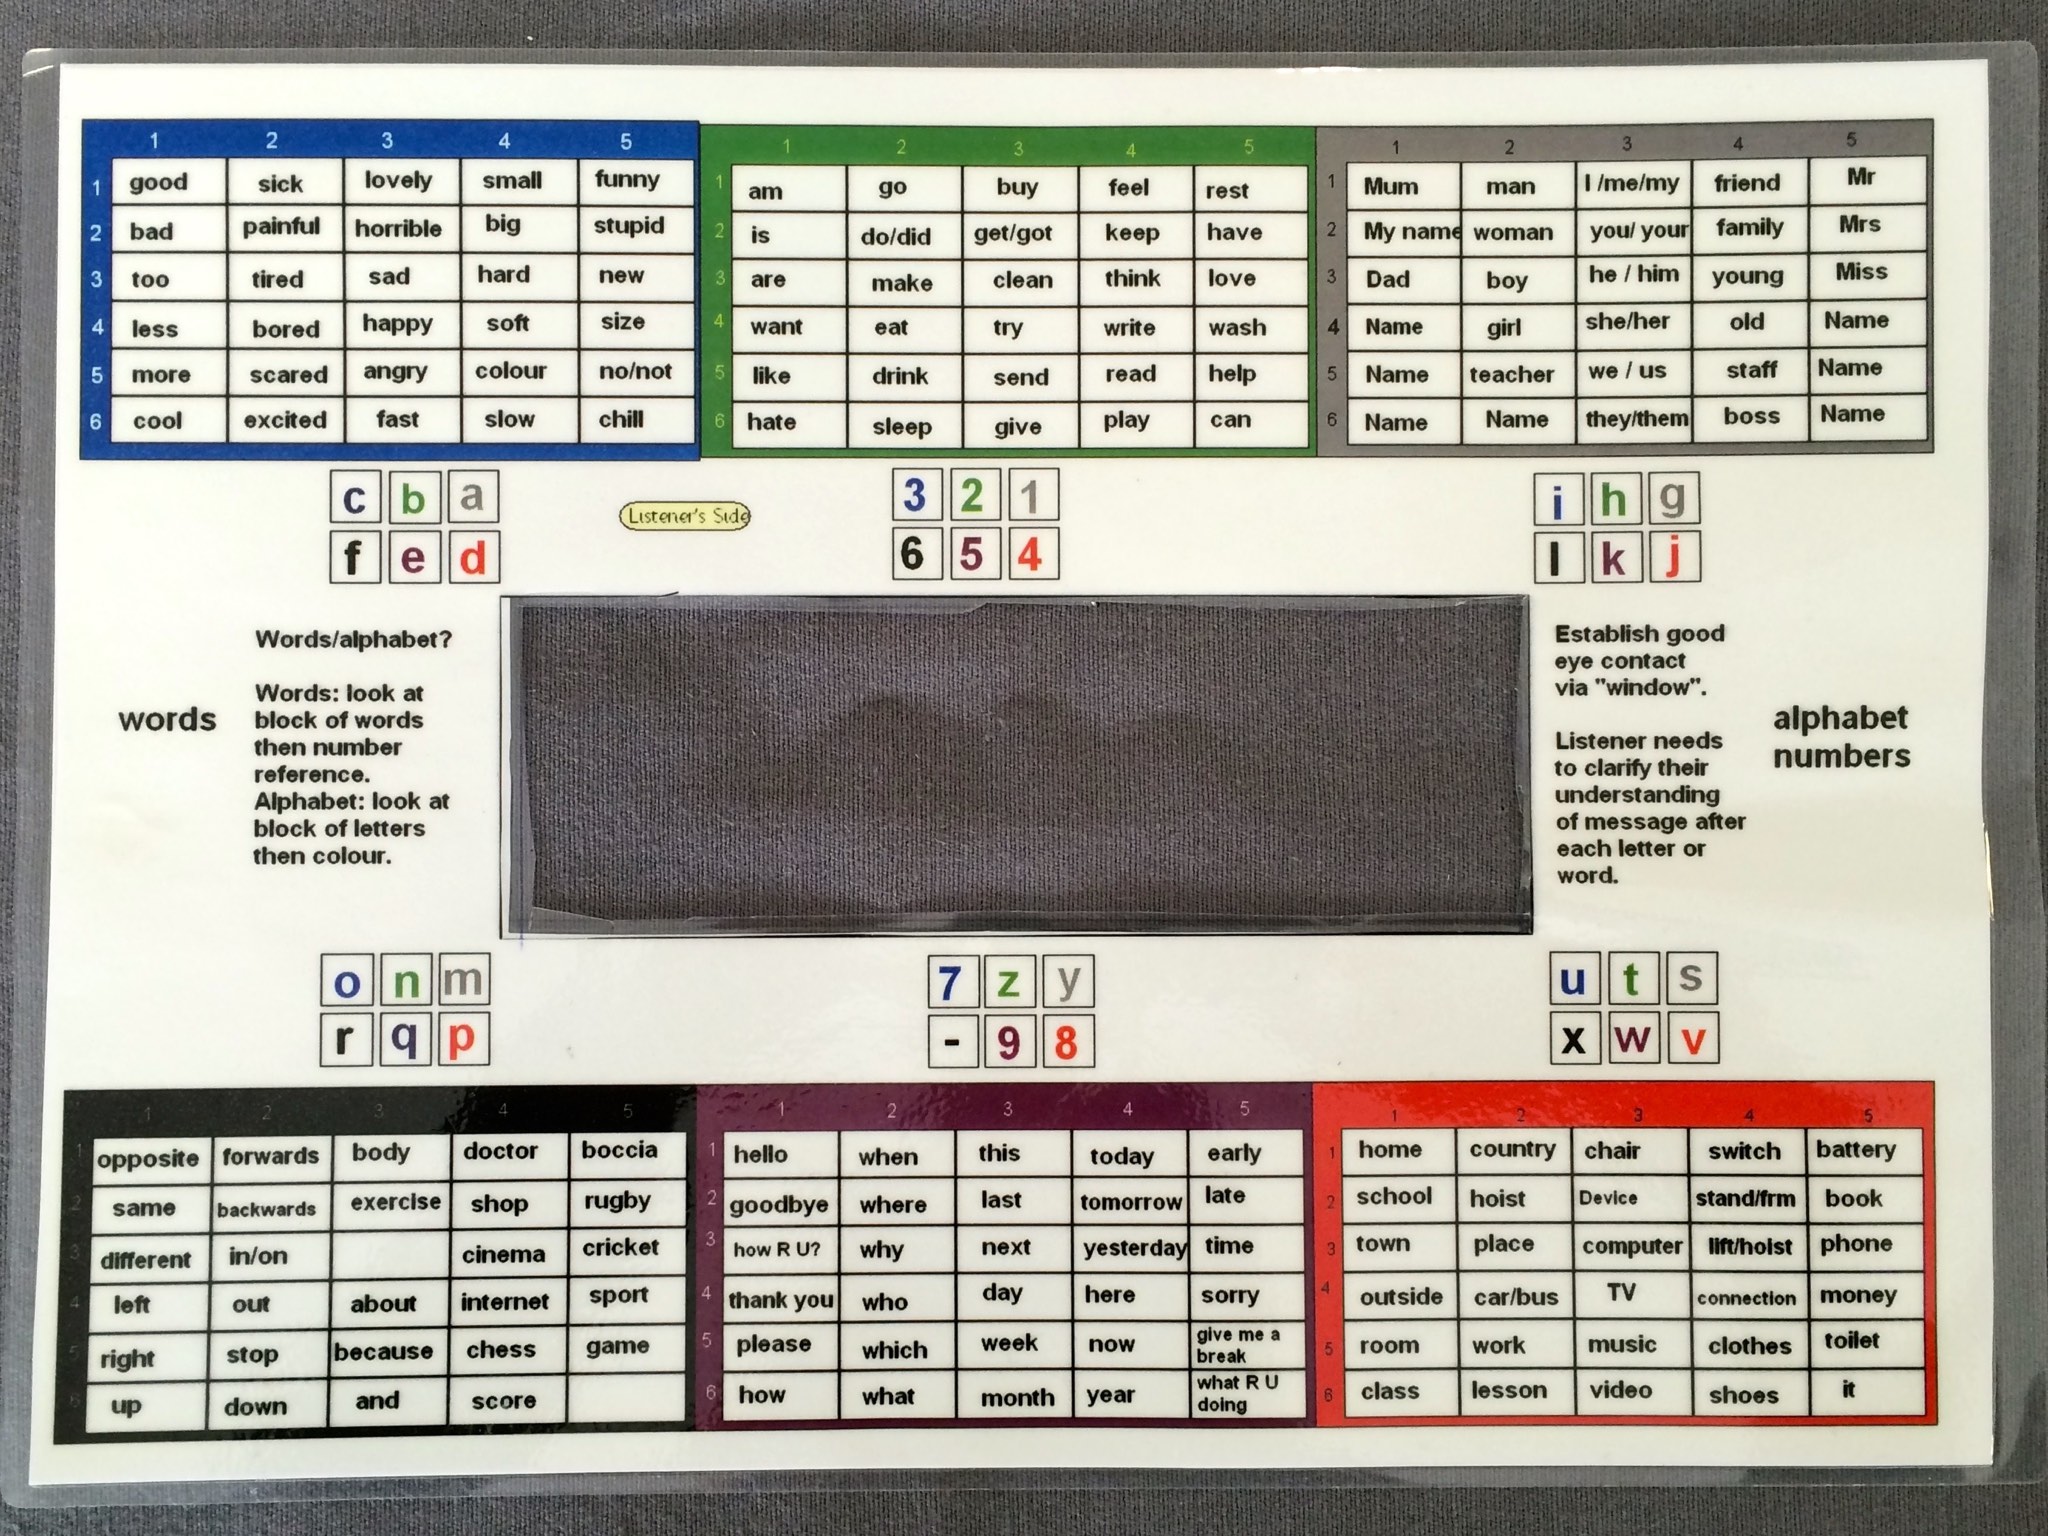 1 2 3 4 5
1 good sick lovely small funny
2 bad painful horrible big stupid
3 too tired sad hard new
4 less bored happy soft size
5 more scared angry colour no/not
6 cool excited fast slow chill
1 2 3 4 5
1 am go buy feel rest
2 is do/did get/got keep have
3 are make clean think love
4 want eat try write wash
5 like drink send read help
6 hate sleep give play can
1 2 3 4 5
1 Mum man I /me/my friend Mr
2 My name woman you/ your family Mrs
3 Dad boy he / him young Miss
4 Name girl she/her old Name
5 Name teacher we / us staff Name
6 Name Name they/them boss Name
c b a
f e d
Listener's Side
3 2 1
6 5 4
i h g
l k j
words
Words/alphabet?
Words: look at
block of words
then number
reference.
Alphabet: look at
block of letters
then colour.
Establish good
eye contact
via "window".
Listener needs
to clarify their
understanding
of message after
each letter or
word.
alphabet
numbers
o n m
r q p
7 z y
- 9 8
u t s
x w v
1 2 3 4 5
1 opposite forwards body doctor boccia
2 same backwards exercise shop rugby
3 different in/on cinema cricket
4 left out about internet sport
5 right stop because chess game
6 up down and score
1 2 3 4 5
1 hello when this today early
2 goodbye where last tomorrow late
3 how R U? why next yesterday time
4 thank you who day here sorry
5 please which week now give me a
break
6 how what month year what R U
doing
1 2 3 4 5
1 home country chair switch battery
2 school hoist Device stand/frm book
3 town place computer lift/hoist phone
4 outside car/bus TV connection money
5 room work music clothes toilet
6 class lesson video shoes it